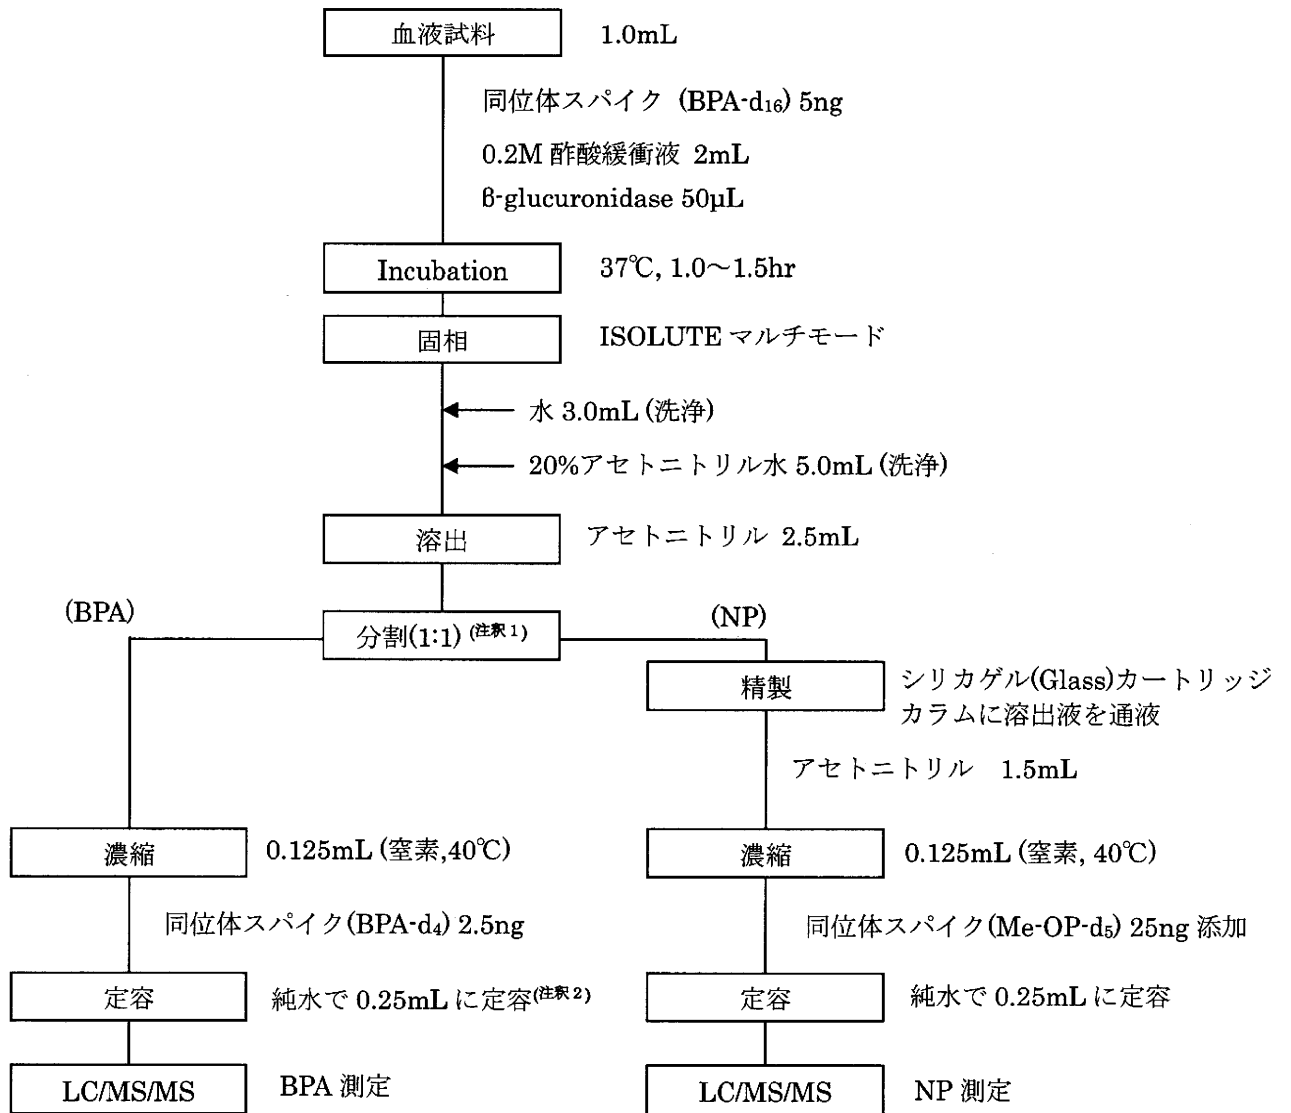 血液試料 1.0mL
同位体スパイク (BPA-d₁₆) 5ng
0.2M 酢酸緩衝液 2mL
β-glucuronidase 50μL
Incubation 37℃, 1.0～1.5hr
固相 ISOLUTE マルチモード
水 3.0mL (洗浄)
20%アセトニトリル水 5.0mL (洗浄)
溶出 アセトニトリル 2.5mL
(BPA)
分割(1:1) (注釈1)
(NP)
精製
シリカゲル(Glass)カートリッジ
カラムに溶出液を通液
アセトニトリル 1.5mL
濃縮 0.125mL (窒素,40℃)
同位体スパイク(BPA-d₄) 2.5ng
定容 純水で 0.25mL に定容(注釈2)
LC/MS/MS BPA 測定
濃縮 0.125mL (窒素, 40℃)
同位体スパイク(Me-OP-d₅) 25ng 添加
定容 純水で 0.25mL に定容
LC/MS/MS NP 測定